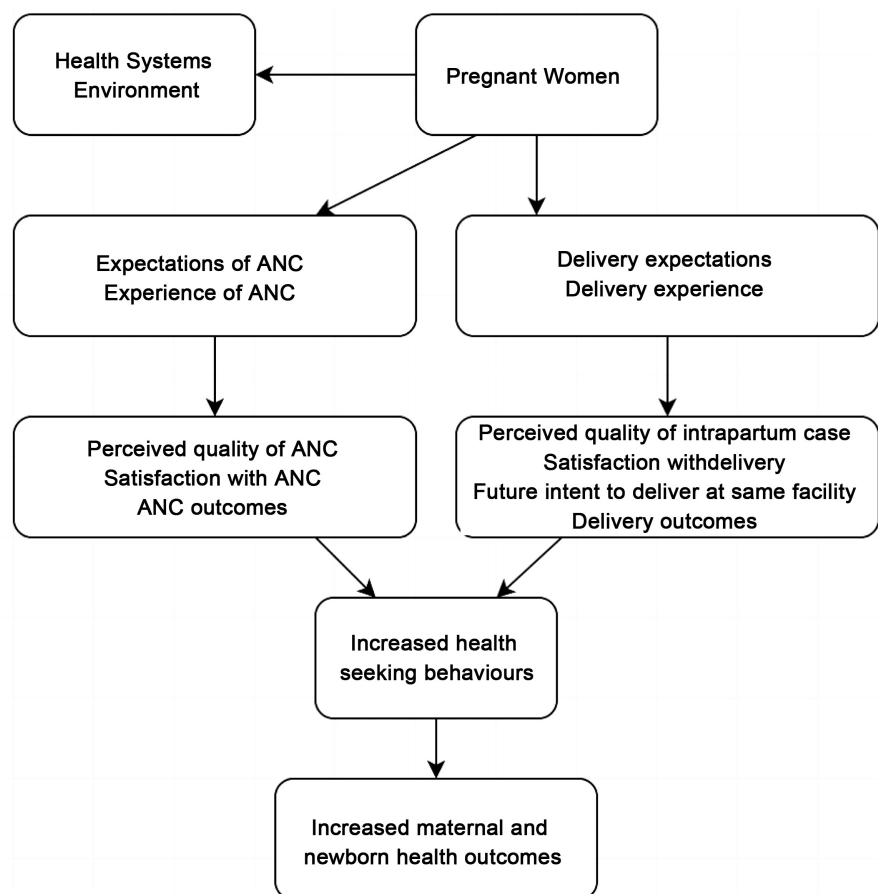 Health Systems
Environment
Pregnant Women
Expectations of ANC
Experience of ANC
Delivery expectations
Delivery experience
Perceived quality of ANC
Satisfaction with ANC
ANC outcomes
Perceived quality of intrapartum case
Satisfaction withdelivery
Future intent to deliver at same facility
Delivery outcomes
Increased health
seeking behaviours
Increased maternal and
newborn health outcomes